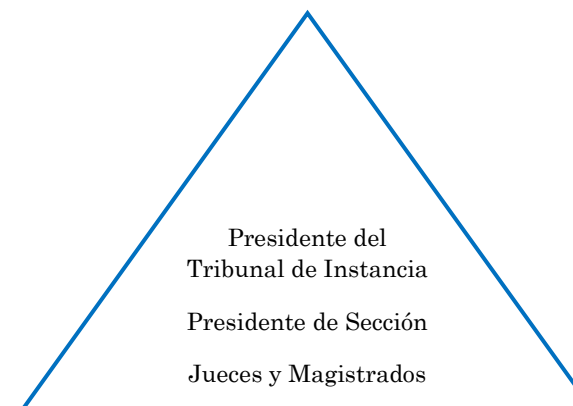 Presidente del
Tribunal de Instancia
Presidente de Sección
Jueces y Magistrados